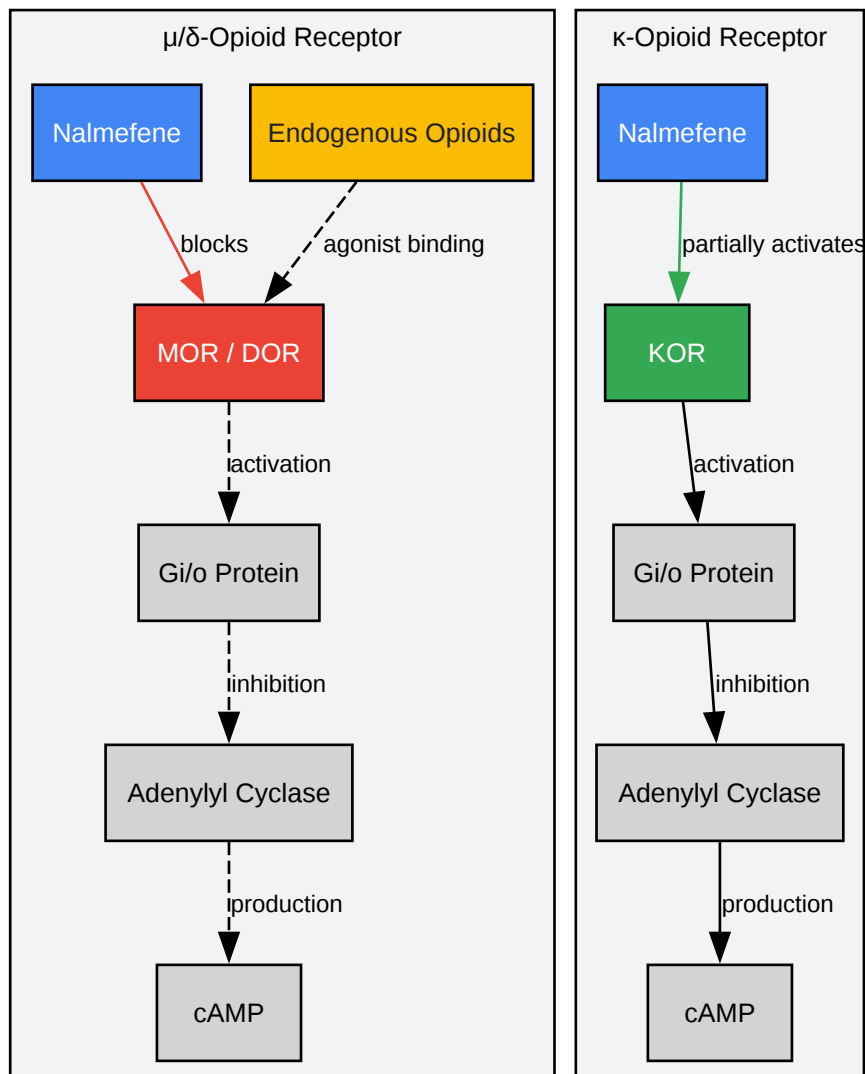 μ/δ-Opioid Receptor
Nalmefene
Endogenous Opioids
blocks
agonist binding
MOR / DOR
activation
Gi/o Protein
inhibition
Adenylyl Cyclase
production
cAMP
κ-Opioid Receptor
Nalmefene
partially activates
KOR
activation
Gi/o Protein
inhibition
Adenylyl Cyclase
production
cAMP